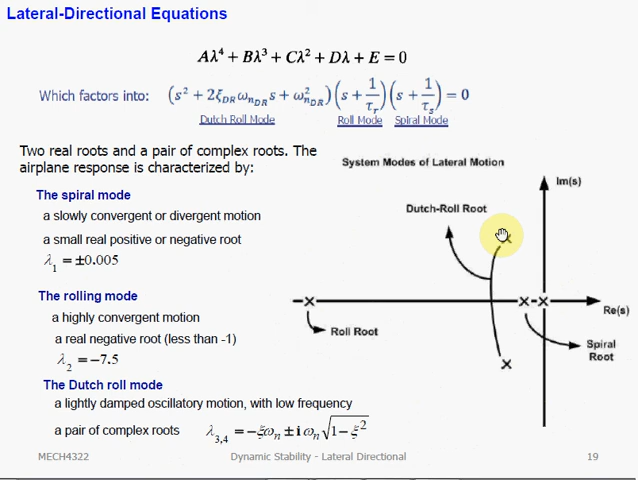 Lateral-Directional Equations
Aλ⁴ + Bλ³ + Cλ² + Dλ + E = 0
Which factors into: (s² + 2ξ_DR ω_nDR s + ω²_nDR)(s + 1/τ_r)(s + 1/τ_s) = 0
Dutch Roll Mode Roll Mode Spiral Mode
Two real roots and a pair of complex roots. The
airplane response is characterized by:
The spiral mode
a slowly convergent or divergent motion
a small real positive or negative root
λ₁ = ±0.005
The rolling mode
a highly convergent motion
a real negative root (less than -1)
λ₂ = −7.5
The Dutch roll mode
a lightly damped oscillatory motion, with low frequency
a pair of complex roots λ₃,₄ = −ξω_n ± i ω_n √(1 − ξ²)
System Modes of Lateral Motion
Im(s)
Dutch-Roll Root
Re(s)
Roll Root
Spiral
Root
MECH4322 Dynamic Stability - Lateral Directional 19